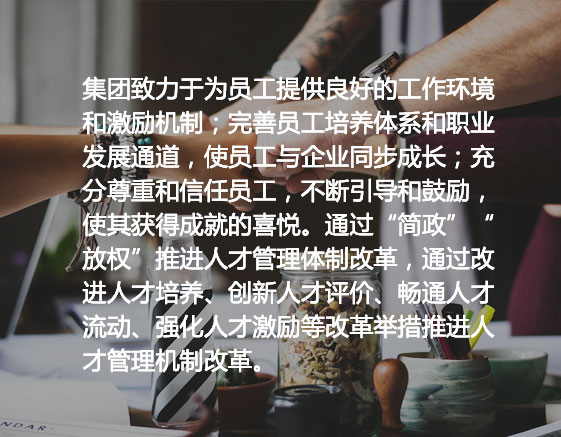 集团致力于为员工提供良好的工作环境
和激励机制；完善员工培养体系和职业
发展通道，使员工与企业同步成长；充
分尊重和信任员工，不断引导和鼓励，
使其获得成就的喜悦。通过“简政”“
放权”推进人才管理体制改革，通过改
进人才培养、创新人才评价、畅通人才
流动、强化人才激励等改革举措推进人
才管理机制改革。
NDAR